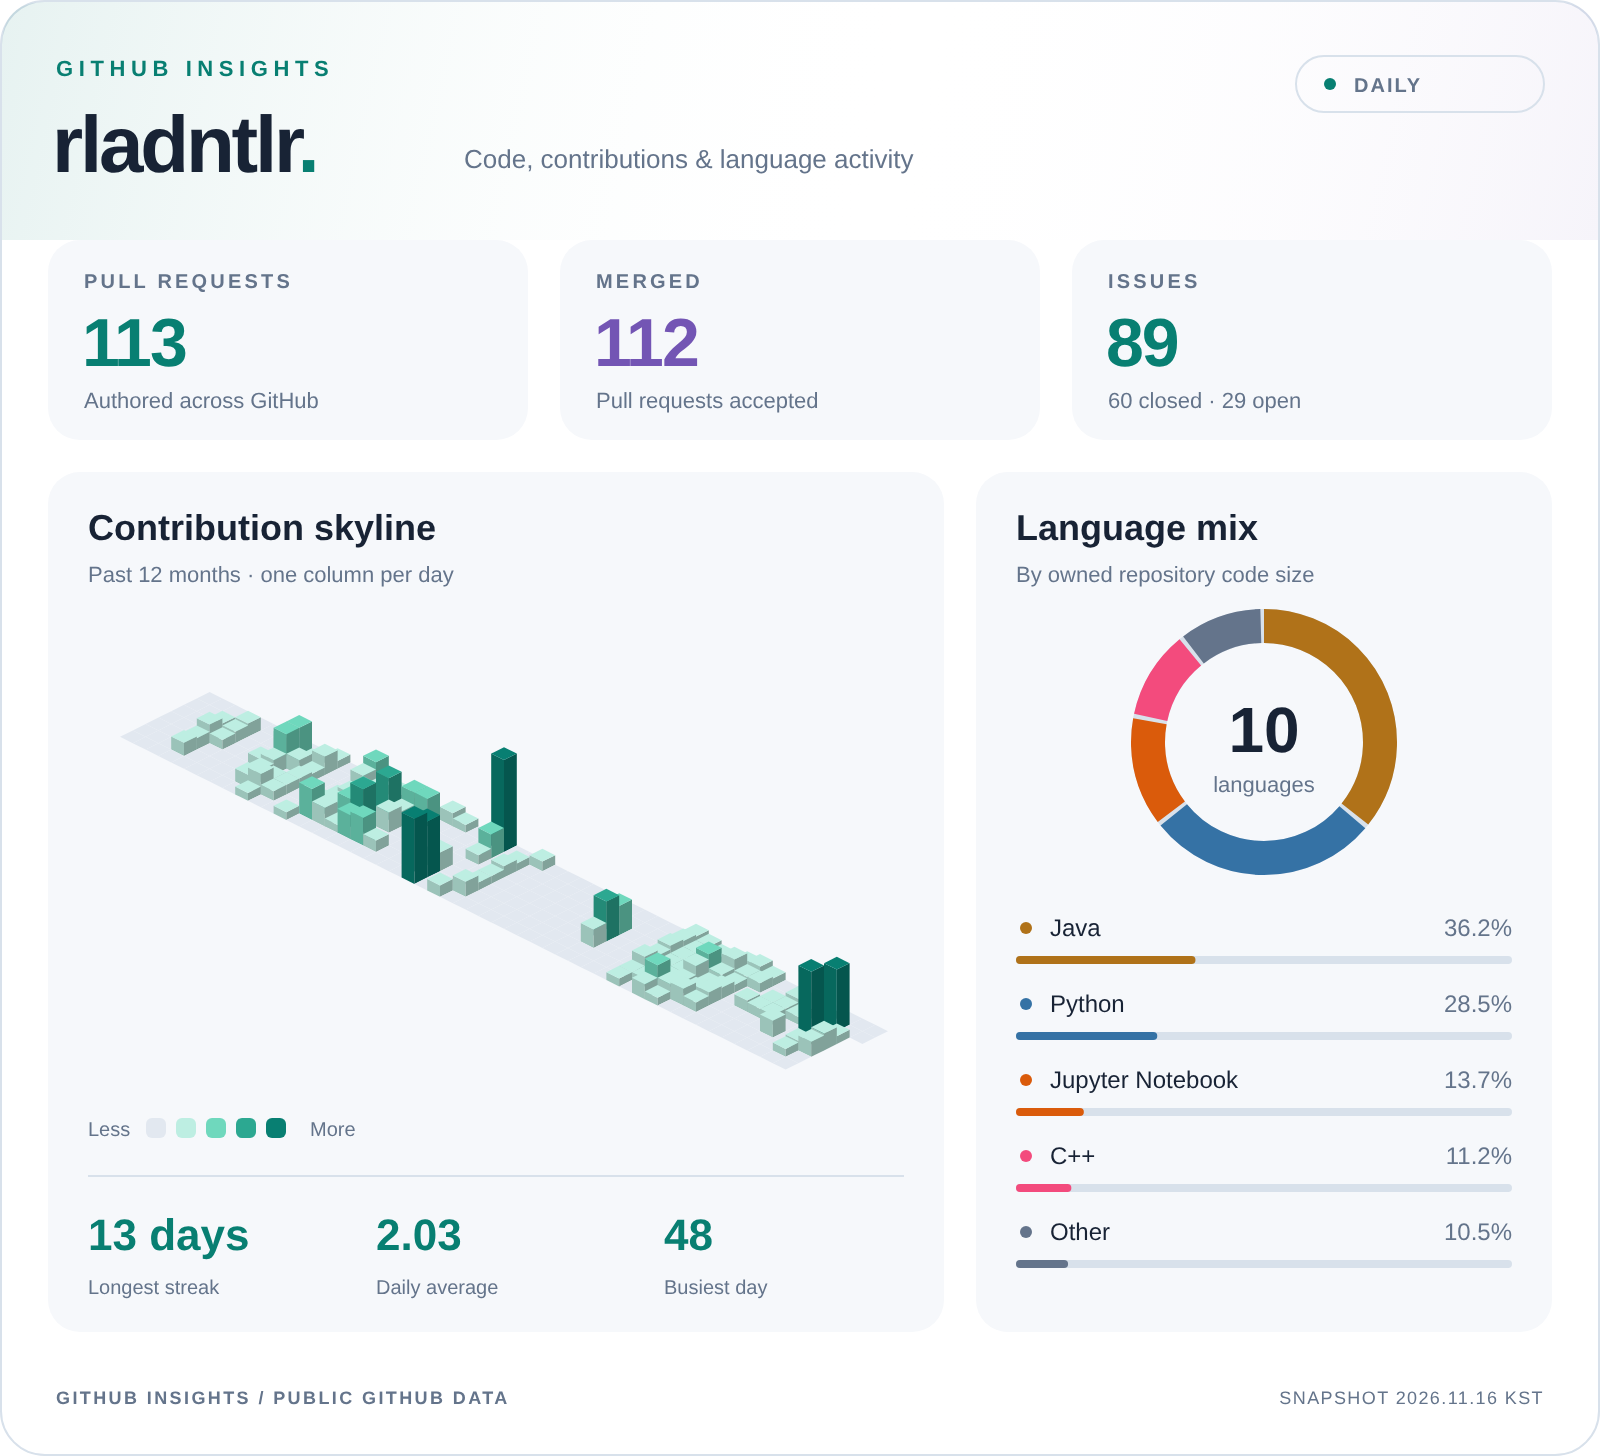 GITHUB INSIGHTS
DAILY
rladntlr.
Code, contributions & language activity
PULL REQUESTS
113
Authored across GitHub
MERGED
112
Pull requests accepted
ISSUES
89
60 closed · 29 open
Contribution skyline
Past 12 months · one column per day
Less
More
13 days
Longest streak
2.03
Daily average
48
Busiest day
Language mix
By owned repository code size
10
languages
Java 36.2%
Python 28.5%
Jupyter Notebook 13.7%
C++ 11.2%
Other 10.5%
GITHUB INSIGHTS / PUBLIC GITHUB DATA
SNAPSHOT 2026.11.16 KST